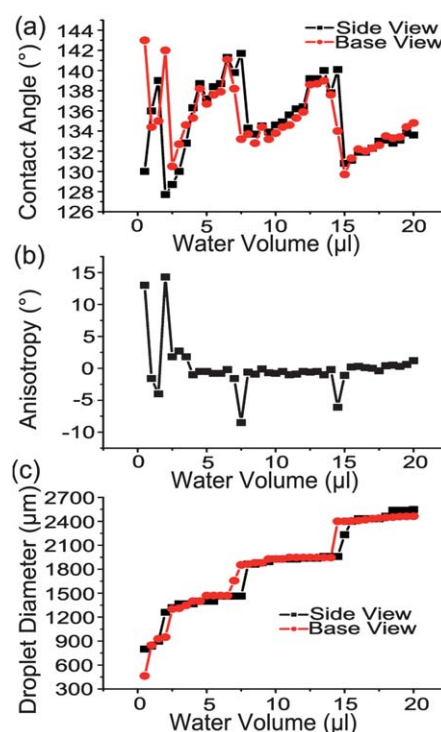 (a)
Contact Angle (°)
144
142
140
138
136
134
132
130
128
126
Side View
Base View
0 5 10 15 20
Water Volume (µl)
(b)
Anisotropy (°)
15
10
5
0
-5
-10
0 5 10 15 20
Water Volume (µl)
(c)
Droplet Diameter (µm)
2700
2400
2100
1800
1500
1200
900
600
300
Side View
Base View
0 5 10 15 20
Water Volume (µl)